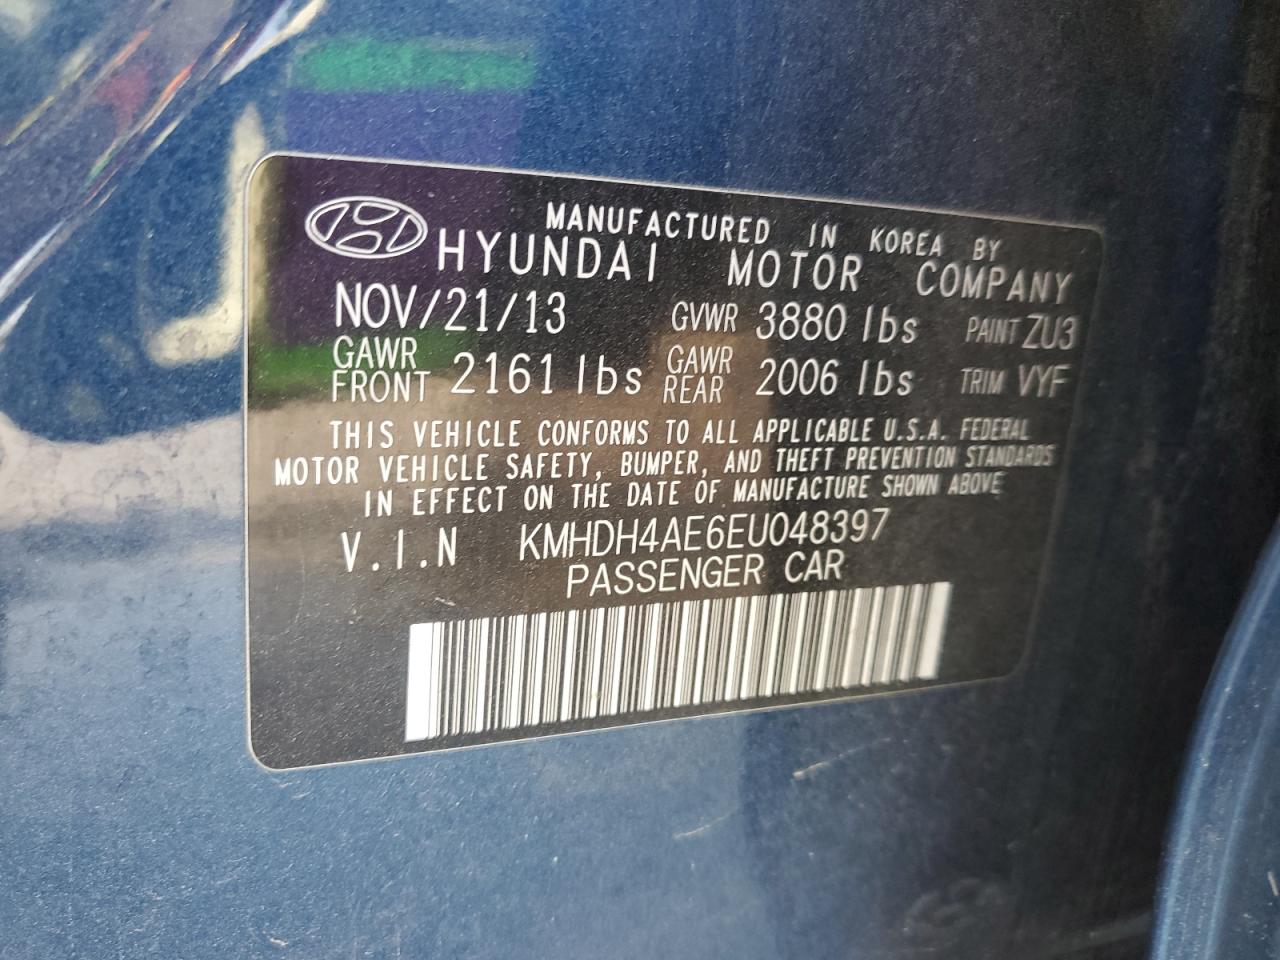 MANUFACTURED IN KOREA BY
HYUNDAI MOTOR COMPANY
NOV/21/13 GVWR 3880 lbs PAINT ZU3
GAWR FRONT 2161 lbs GAWR REAR 2006 lbs TRIM VYF
THIS VEHICLE CONFORMS TO ALL APPLICABLE U.S.A. FEDERAL
MOTOR VEHICLE SAFETY, BUMPER, AND THEFT PREVENTION STANDARDS
IN EFFECT ON THE DATE OF MANUFACTURE SHOWN ABOVE
V.I.N KMHDH4AE6EU048397
PASSENGER CAR